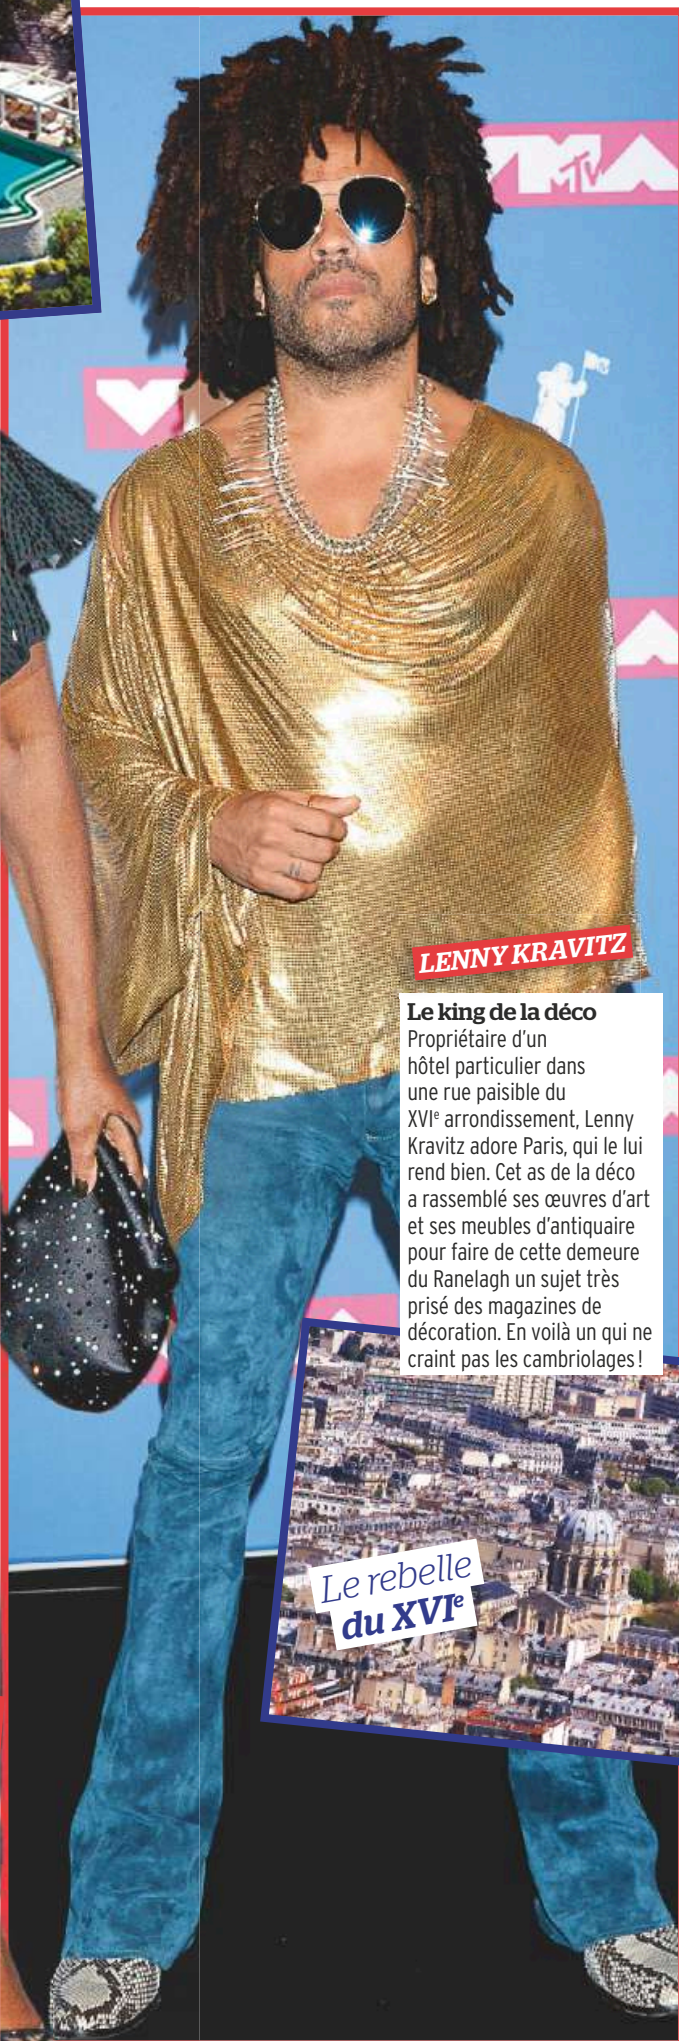 VMA
MTV
LENNY KRAVITZ
Le king de la déco
Propriétaire d’un
hôtel particulier dans
une rue paisible du
XVIᵉ arrondissement, Lenny
Kravitz adore Paris, qui le lui
rend bien. Cet as de la déco
a rassemblé ses œuvres d’art
et ses meubles d’antiquaire
pour faire de cette demeure
du Ranelagh un sujet très
prisé des magazines de
décoration. En voilà un qui ne
craint pas les cambriolages !
Le rebelle
du XVIᵉ